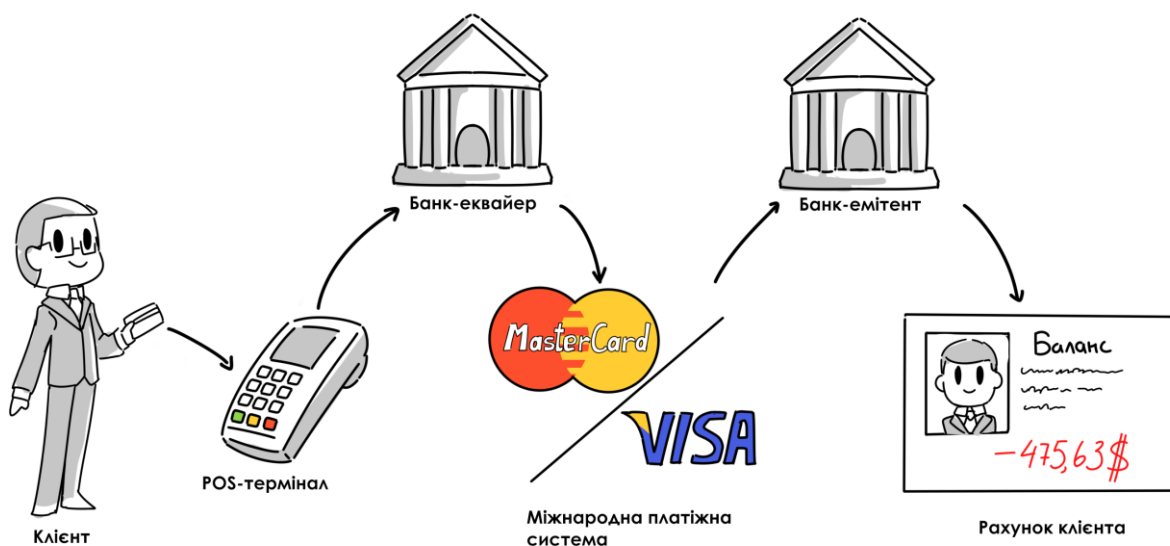 Банк-еквайер
Банк-емітент
MasterCard
VISA
Баланс
-475,63$
POS-термінал
Клієнт
Міжнародна платіжна
система
Рахунок клієнта